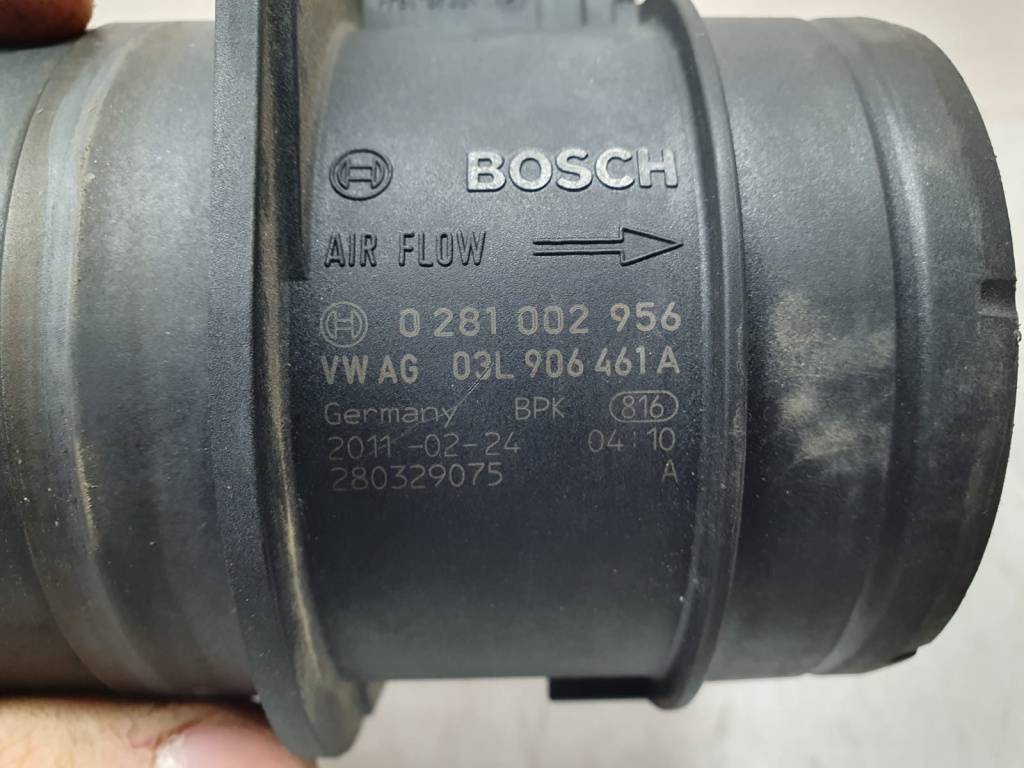 BOSCH
AIR FLOW
0 281 002 956
VW AG 03L 906 461 A
Germany BPK 816
2011-02-24 04:10
280329075 A